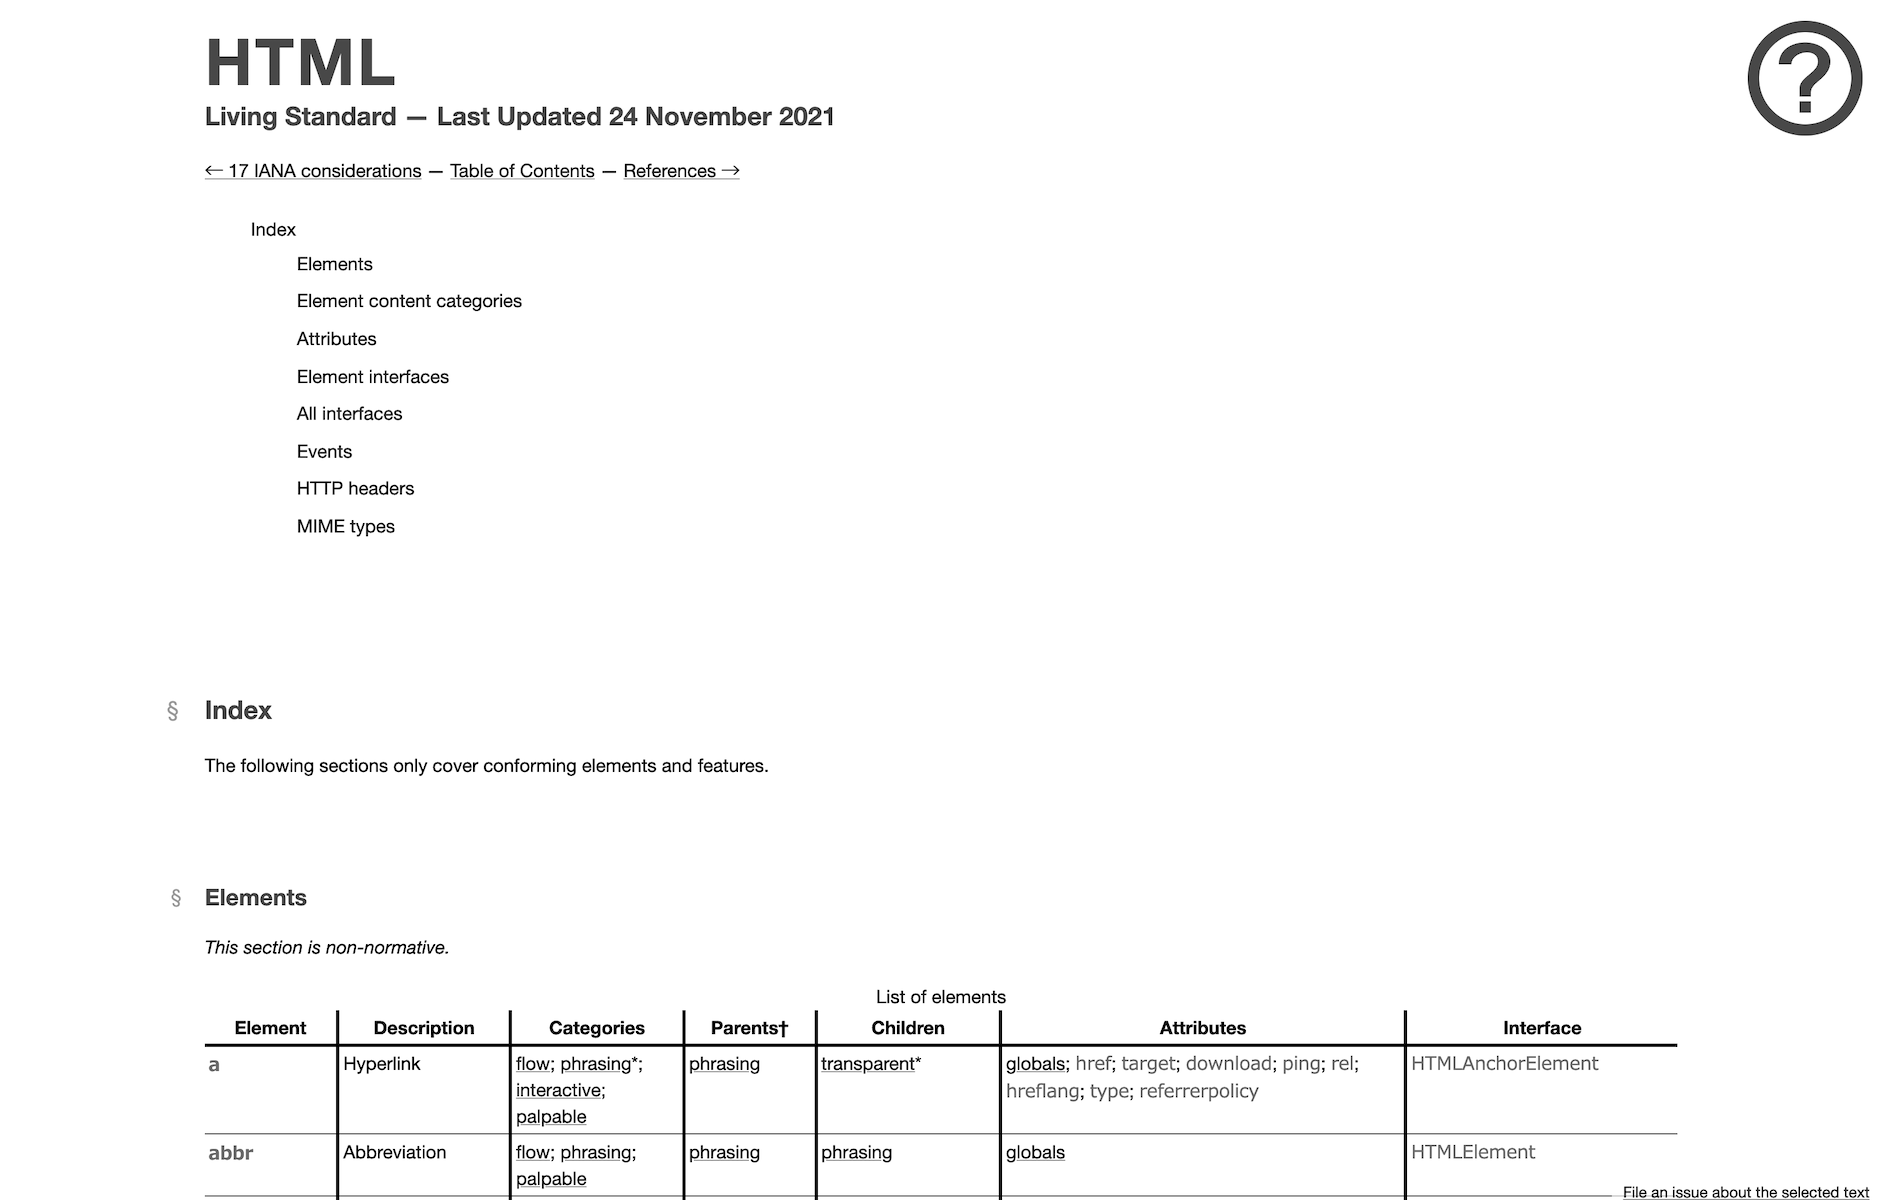 HTML
Living Standard — Last Updated 24 November 2021
← 17 IANA considerations — Table of Contents — References →
Index
Elements
Element content categories
Attributes
Element interfaces
All interfaces
Events
HTTP headers
MIME types
§ Index
The following sections only cover conforming elements and features.
§ Elements
This section is non-normative.
List of elements
Element Description Categories Parents† Children Attributes Interface
a Hyperlink flow; phrasing*; phrasing transparent* globals; href; target; download; ping; rel; HTMLAnchorElement
interactive; hreflang; type; referrerpolicy
palpable
abbr Abbreviation flow; phrasing; phrasing phrasing globals HTMLElement
palpable
File an issue about the selected text
?